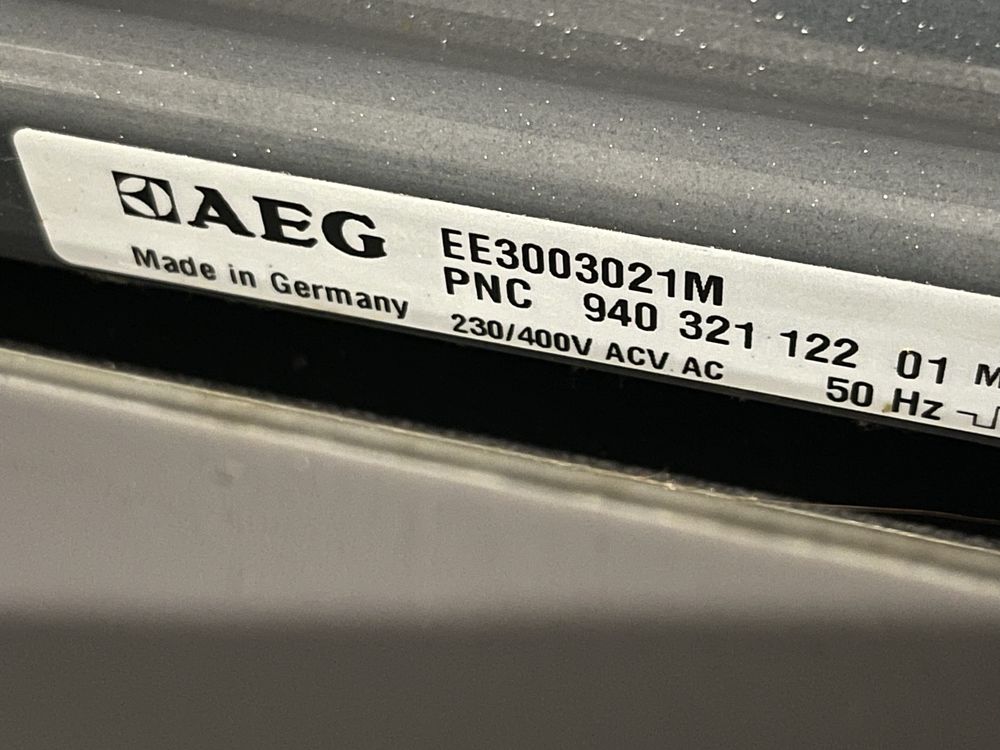 AEG
Made in Germany
EE3003021M
PNC 940 321 122 01 M
230/400V ACV AC
50 Hz